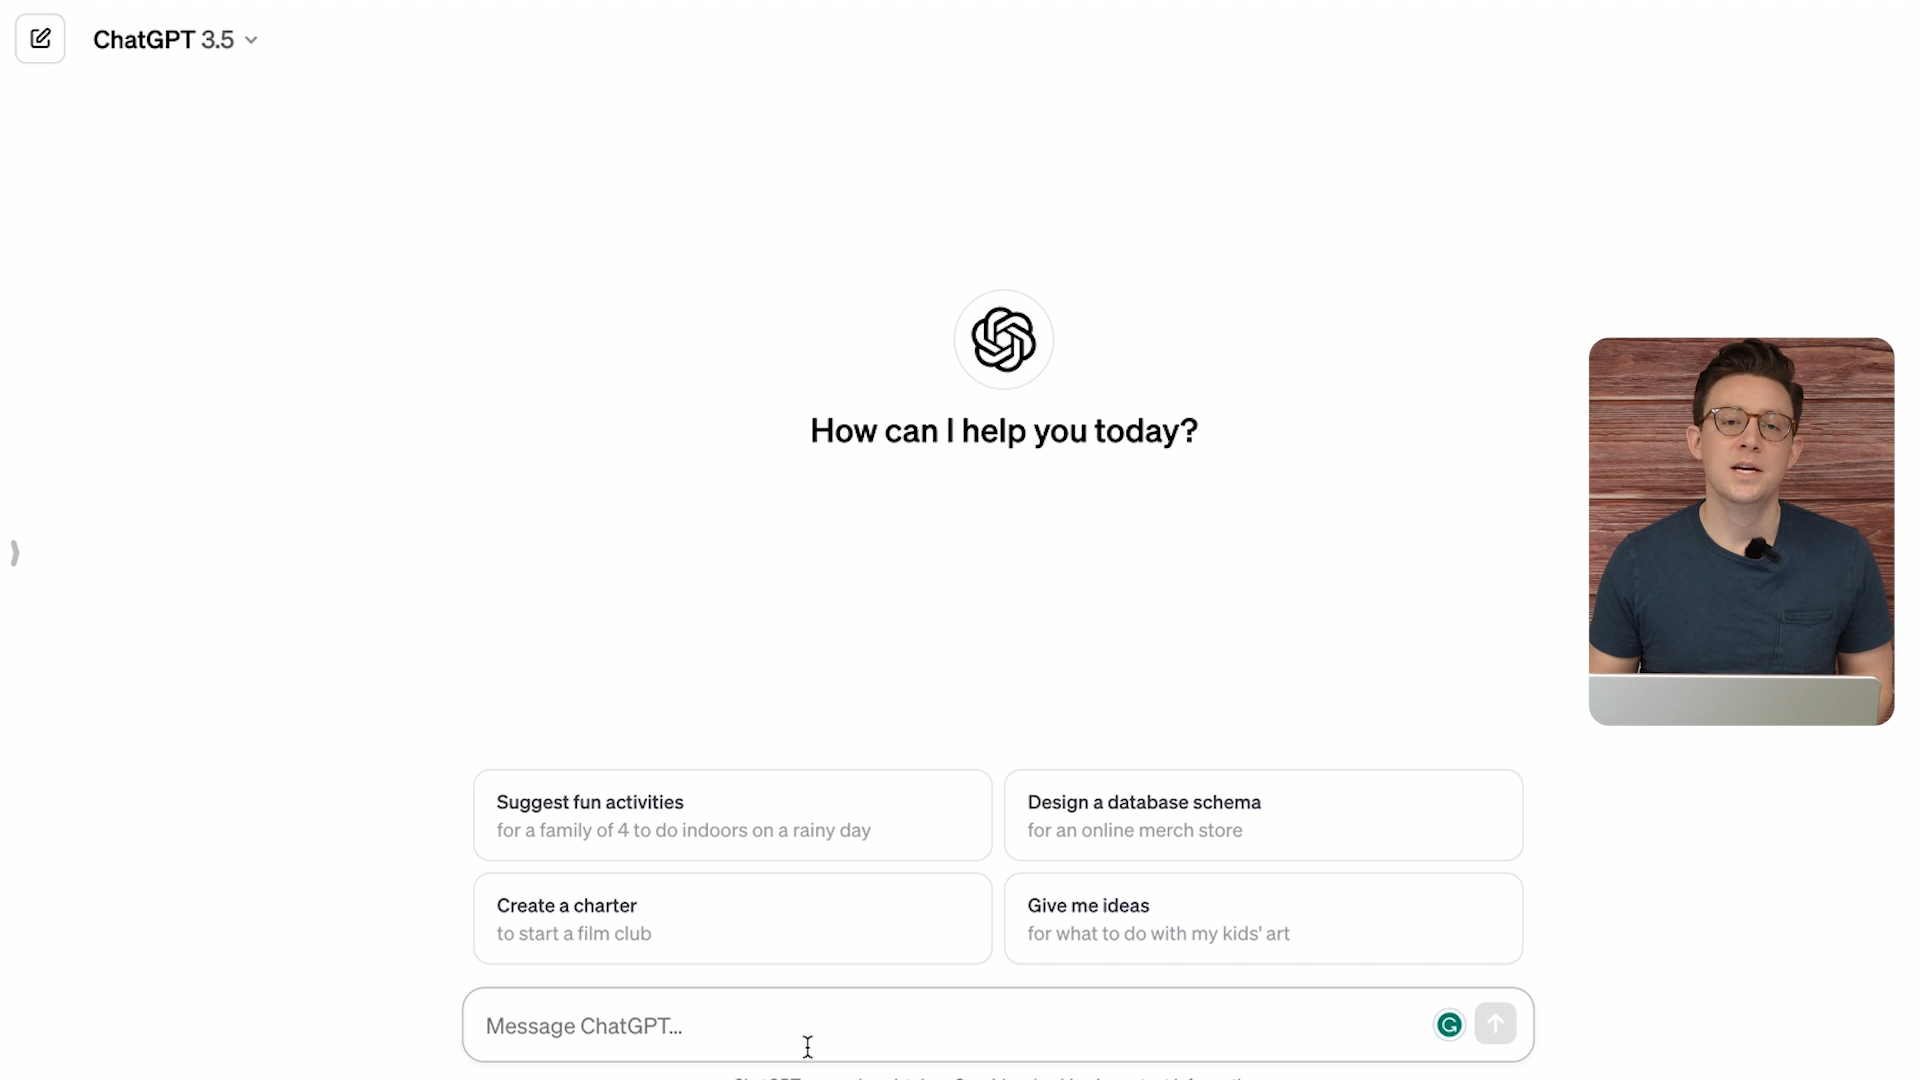 ChatGPT 3.5
How can I help you today?
Suggest fun activities
for a family of 4 to do indoors on a rainy day
Design a database schema
for an online merch store
Create a charter
to start a film club
Give me ideas
for what to do with my kids' art
Message ChatGPT...